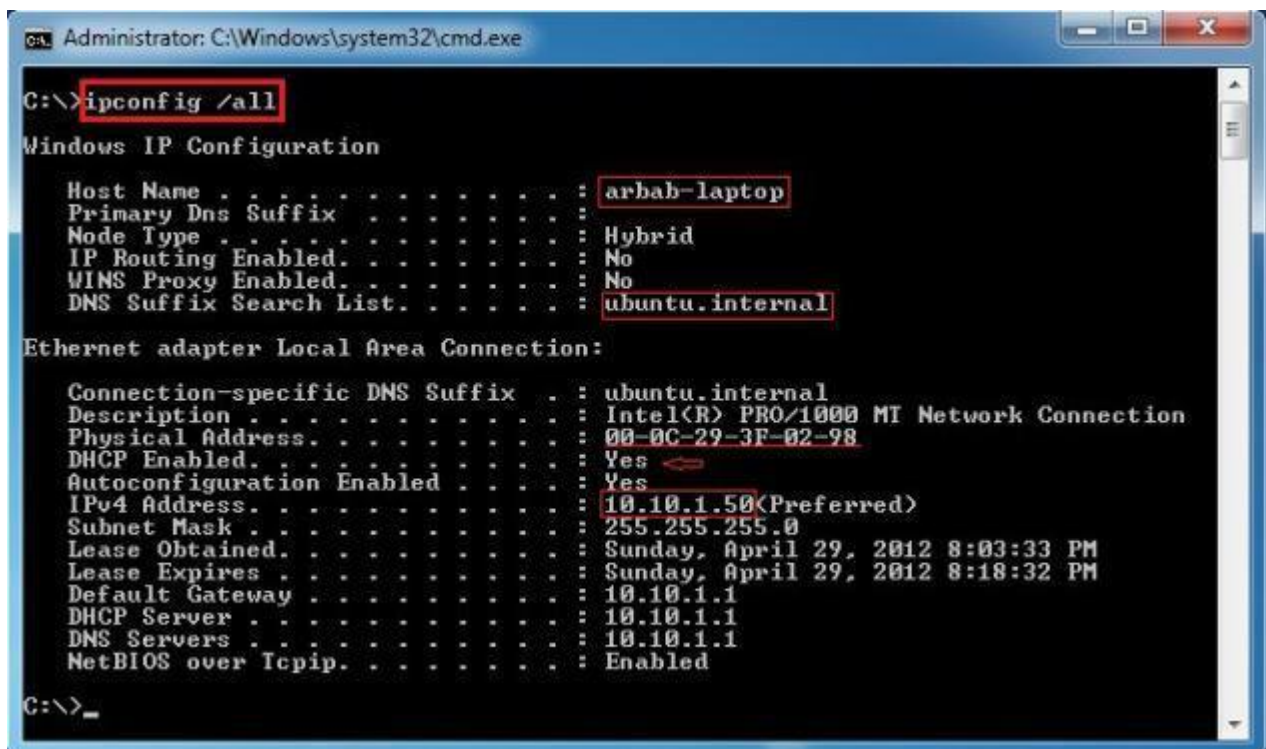 Administrator: C:\Windows\system32\cmd.exe
C:\>ipconfig /all
Windows IP Configuration
Host Name . . . . . . . . . . . . : arbab-laptop
Primary Dns Suffix . . . . . . . :
Node Type . . . . . . . . . . . . : Hybrid
IP Routing Enabled. . . . . . . . : No
WINS Proxy Enabled. . . . . . . . : No
DNS Suffix Search List. . . . . . : ubuntu.internal
Ethernet adapter Local Area Connection:
Connection-specific DNS Suffix . : ubuntu.internal
Description . . . . . . . . . . . : Intel(R) PRO/1000 MT Network Connection
Physical Address. . . . . . . . . : 00-0C-29-3F-02-98
DHCP Enabled. . . . . . . . . . . : Yes
Autoconfiguration Enabled . . . . : Yes
IPv4 Address. . . . . . . . . . . : 10.10.1.50(Preferred)
Subnet Mask . . . . . . . . . . . : 255.255.255.0
Lease Obtained. . . . . . . . . . : Sunday, April 29, 2012 8:03:33 PM
Lease Expires . . . . . . . . . . : Sunday, April 29, 2012 8:18:32 PM
Default Gateway . . . . . . . . . : 10.10.1.1
DHCP Server . . . . . . . . . . . : 10.10.1.1
DNS Servers . . . . . . . . . . . : 10.10.1.1
NetBIOS over Tcpip. . . . . . . . : Enabled
C:\>_